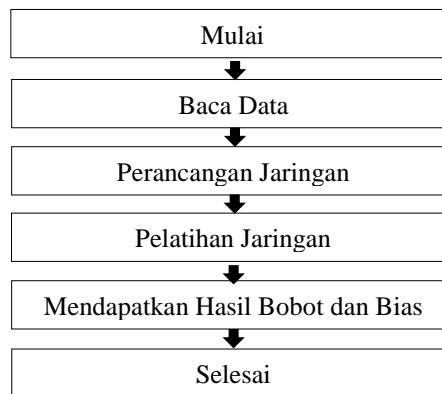 Mulai
Baca Data
Perancangan Jaringan
Pelatihan Jaringan
Mendapatkan Hasil Bobot dan Bias
Selesai